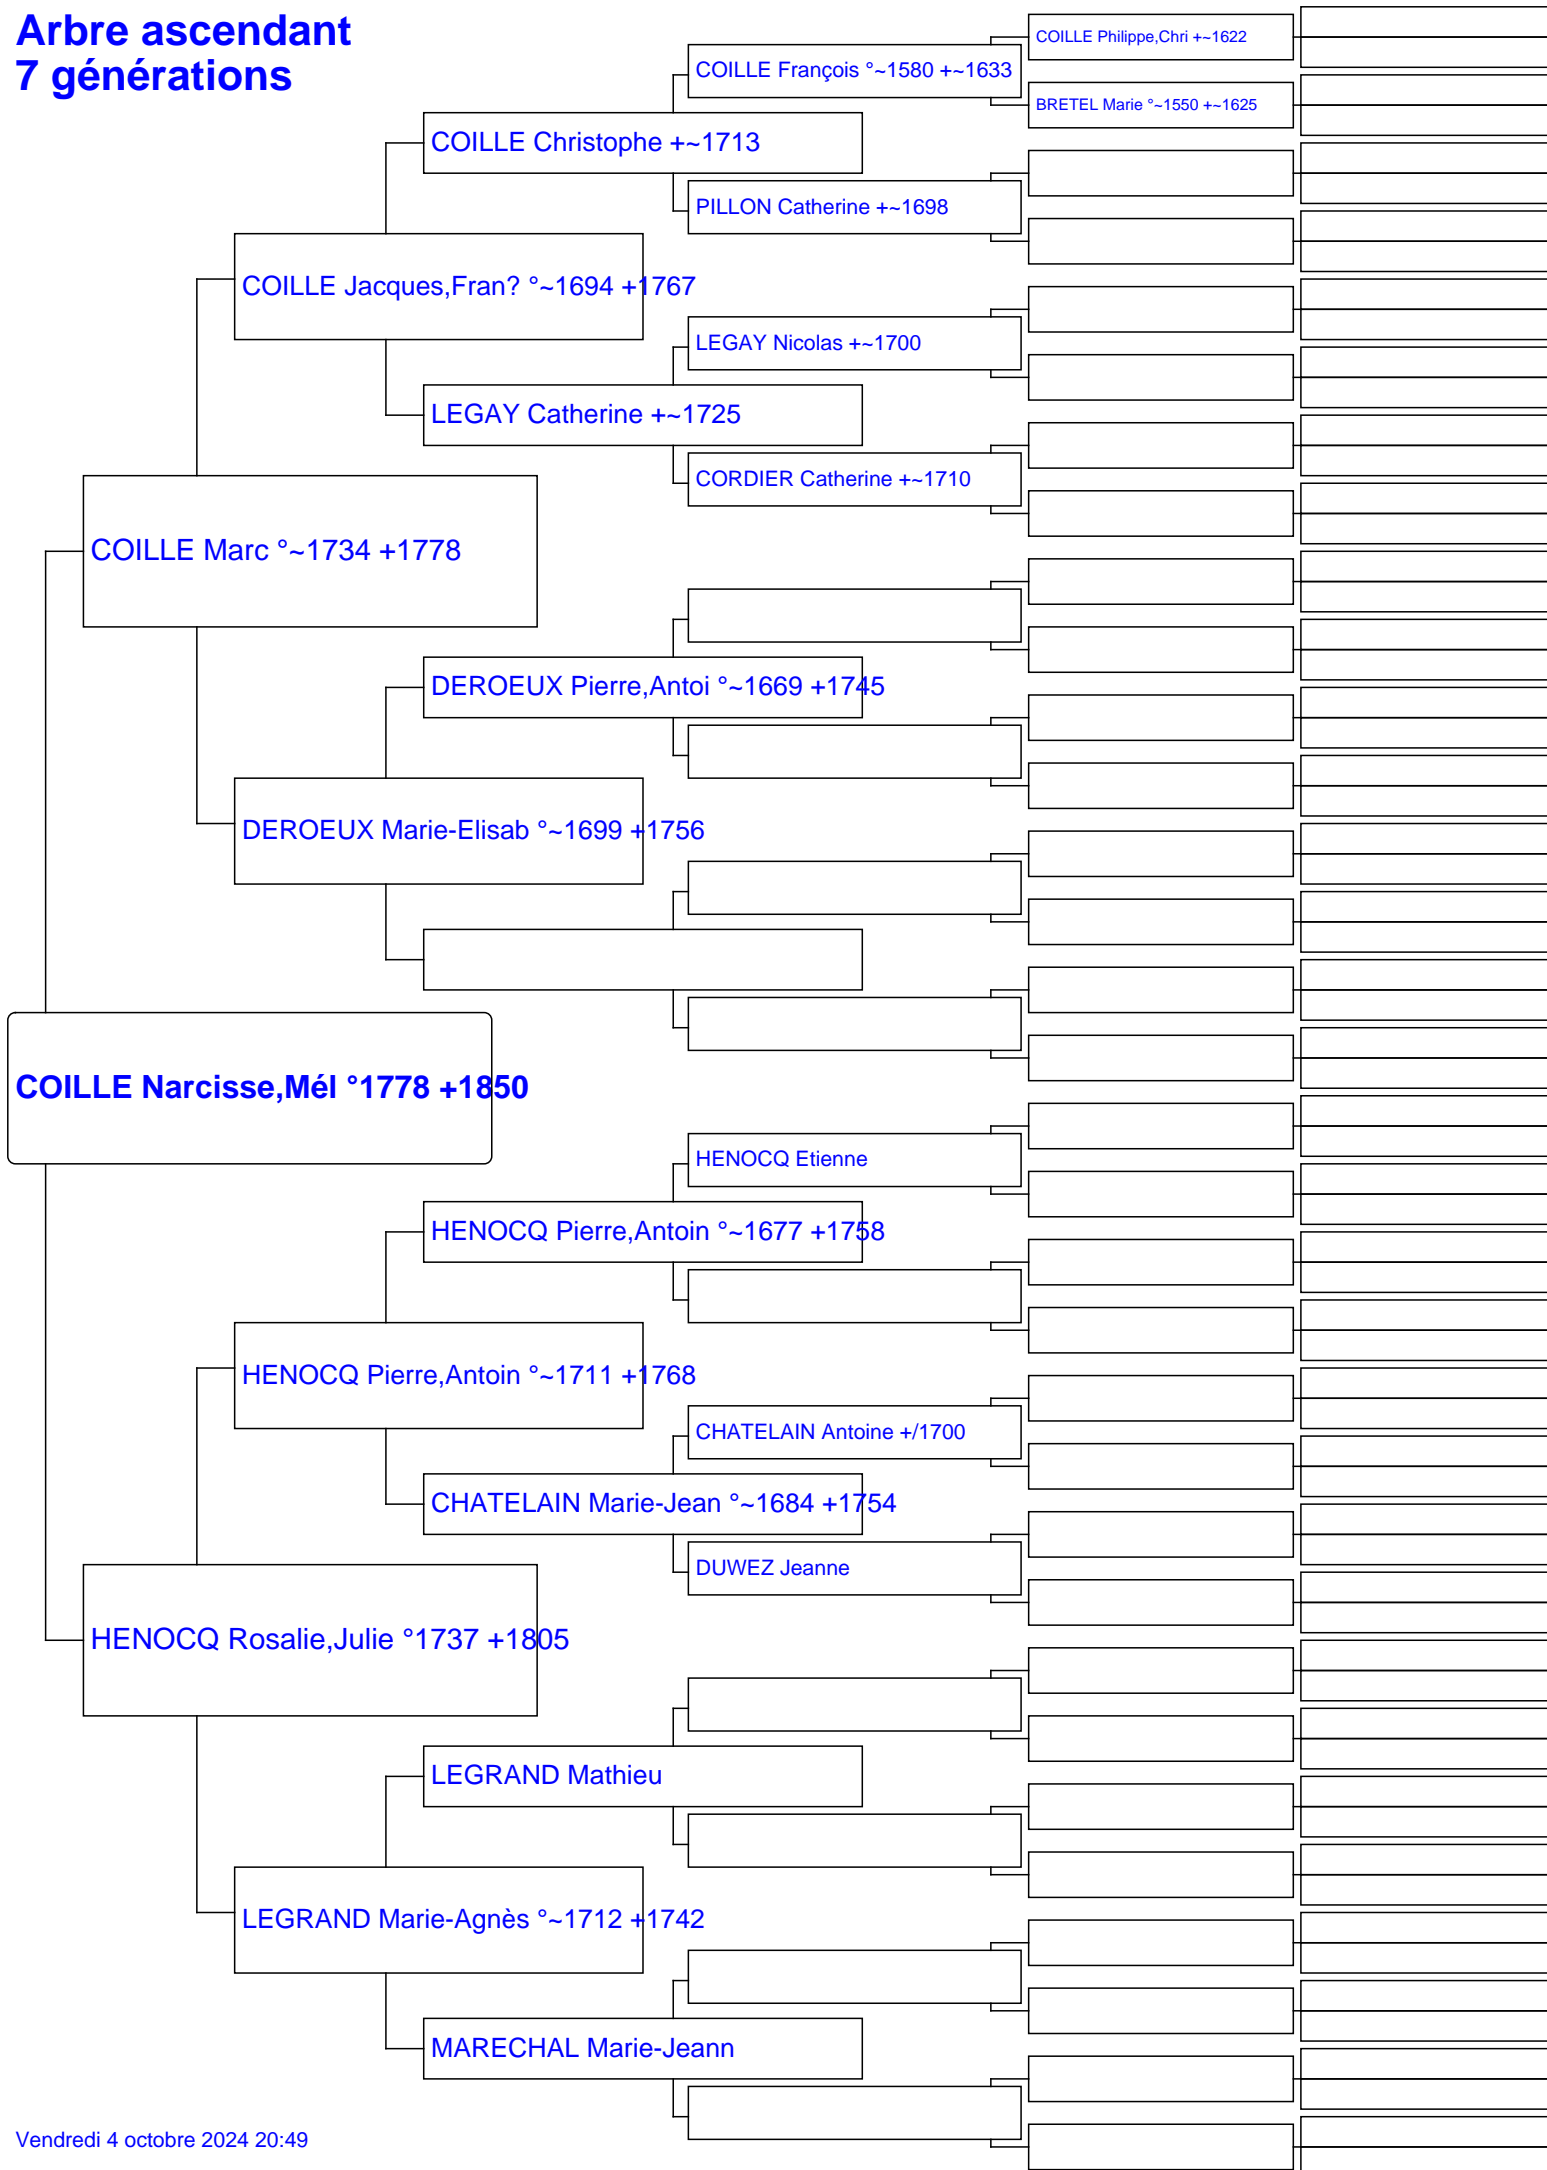 Arbre ascendant
7 générations
COILLE Philippe,Chri +~1622
COILLE François °~1580 +~1633
BRETEL Marie °~1550 +~1625
COILLE Christophe +~1713
PILLON Catherine +~1698
COILLE Jacques,Fran? °~1694 +1767
LEGAY Nicolas +~1700
LEGAY Catherine +~1725
CORDIER Catherine +~1710
COILLE Marc °~1734 +1778
DEROEUX Pierre,Antoi °~1669 +1745
DEROEUX Marie-Elisab °~1699 +1756
COILLE Narcisse,Mél °1778 +1850
HENOCQ Etienne
HENOCQ Pierre,Antoin °~1677 +1758
HENOCQ Pierre,Antoin °~1711 +1768
CHATELAIN Antoine +/1700
CHATELAIN Marie-Jean °~1684 +1754
DUWEZ Jeanne
HENOCQ Rosalie,Julie °1737 +1805
LEGRAND Mathieu
LEGRAND Marie-Agnès °~1712 +1742
MARECHAL Marie-Jeann
Vendredi 4 octobre 2024 20:49